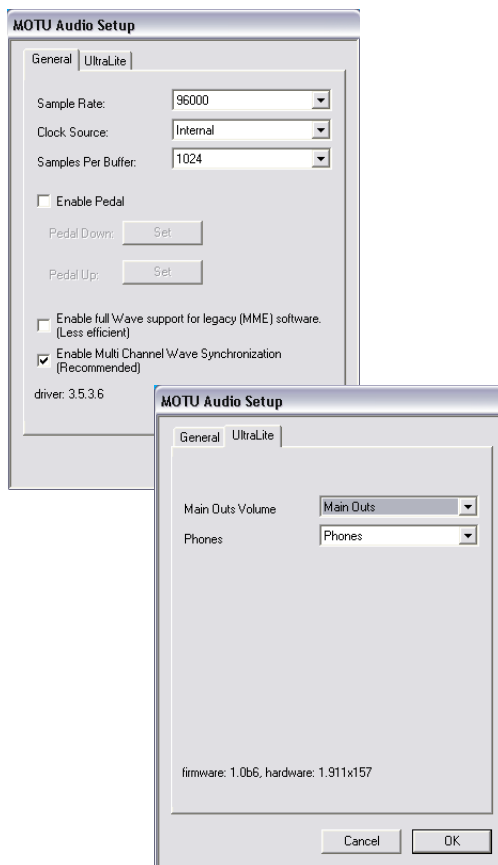 MOTU Audio Setup
General UltraLite
Sample Rate: 96000
Clock Source: Internal
Samples Per Buffer: 1024
Enable Pedal
Pedal Down: Set
Pedal Up: Set
Enable full Wave support for legacy (MME) software.
(Less efficient)
Enable Multi Channel Wave Synchronization
(Recommended)
driver: 3.5.3.6
MOTU Audio Setup
General UltraLite
Main Outs Volume Main Outs
Phones Phones
firmware: 1.0b6, hardware: 1.911x157
Cancel OK